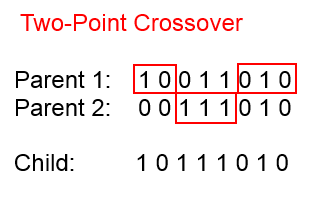 Two-Point Crossover
Parent 1: 1 0 0 1 1 0 1 0
Parent 2: 0 0 1 1 1 0 1 0
Child: 1 0 1 1 1 0 1 0